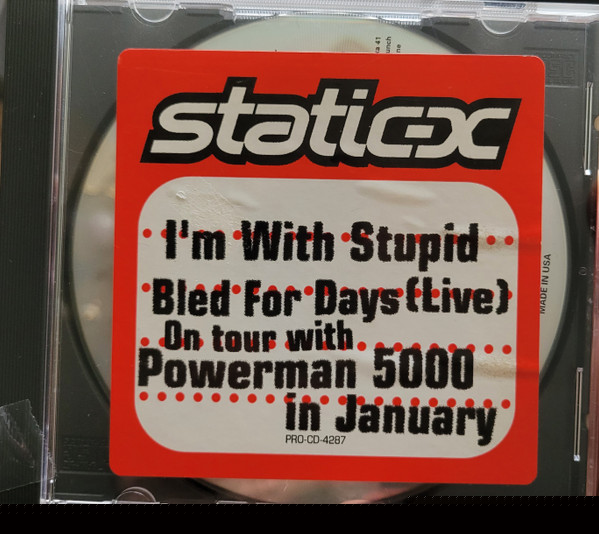 static-x
I'm With Stupid
Bled For Days (Live)
On tour with
Powerman 5000
in January
PRO-CD-4287
MADE IN USA